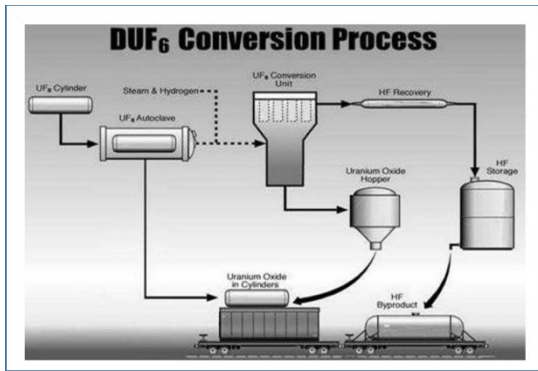 DUF₆ Conversion Process
UF₆ Conversion
Unit
UF₆ Cylinder
Steam & Hydrogen
HF Recovery
UF₆ Autoclave
Uranium Oxide
Hopper
HF
Storage
Uranium Oxide
in Cylinders
HF
Byproduct